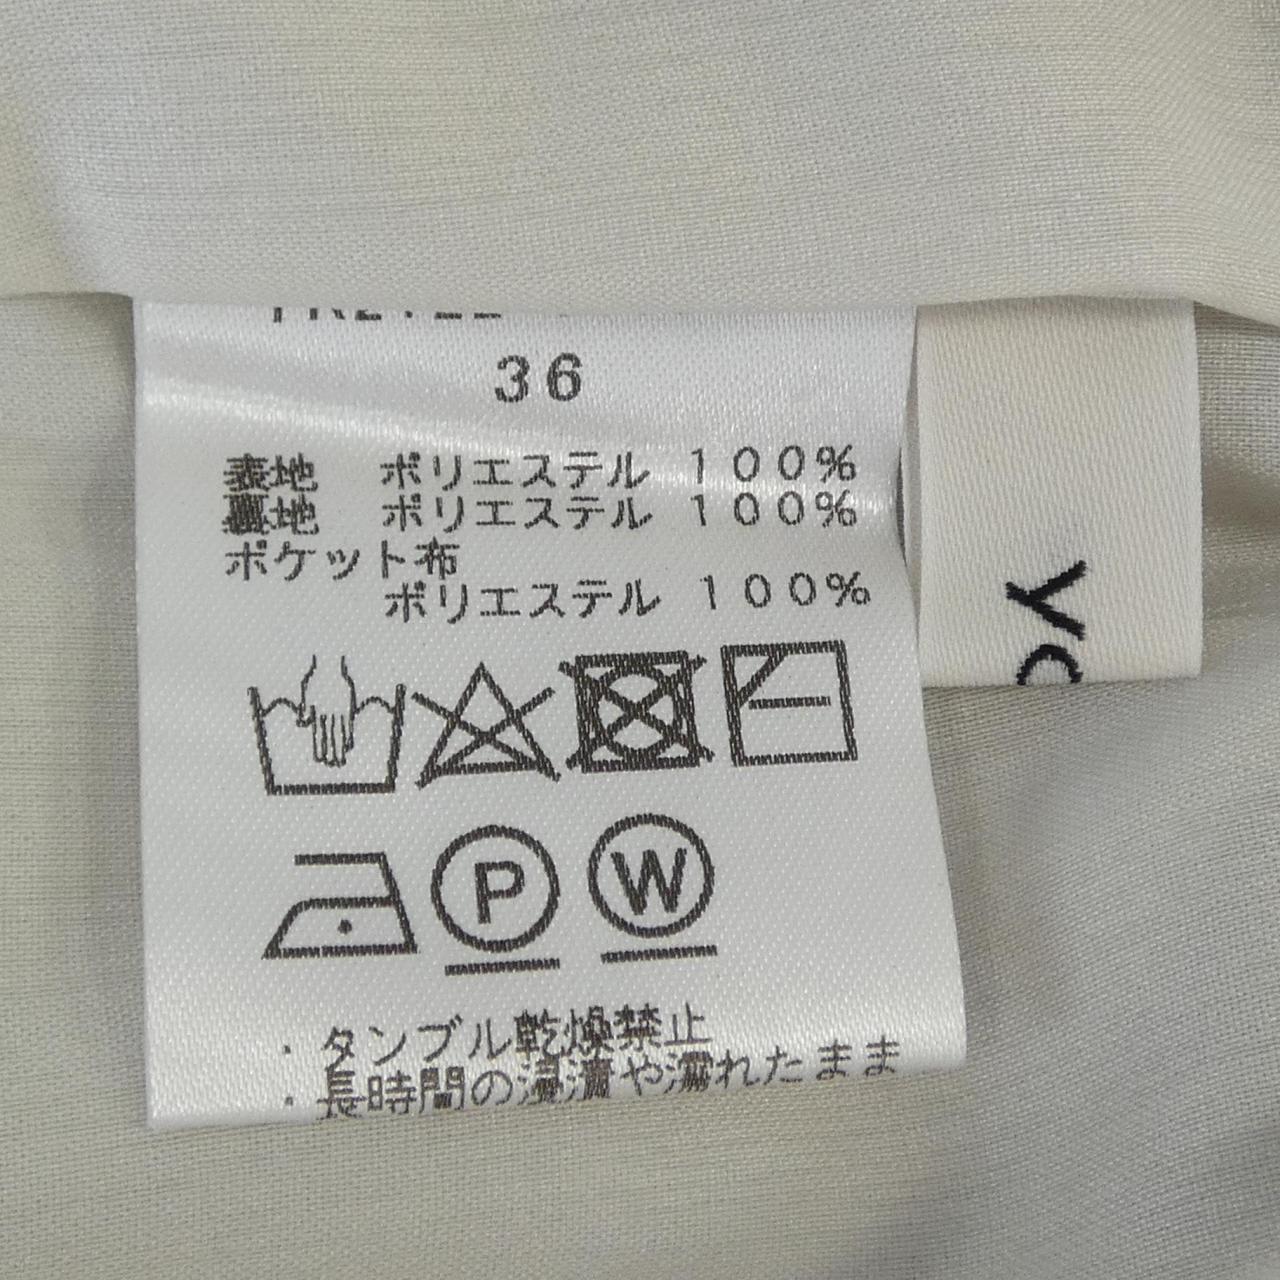 36
表地 ポリエステル 100%
裏地 ポリエステル 100%
ポケット布
ポリエステル 100%
P W
・タンブル乾燥禁止
・長時間の浸漬や濡れたまま